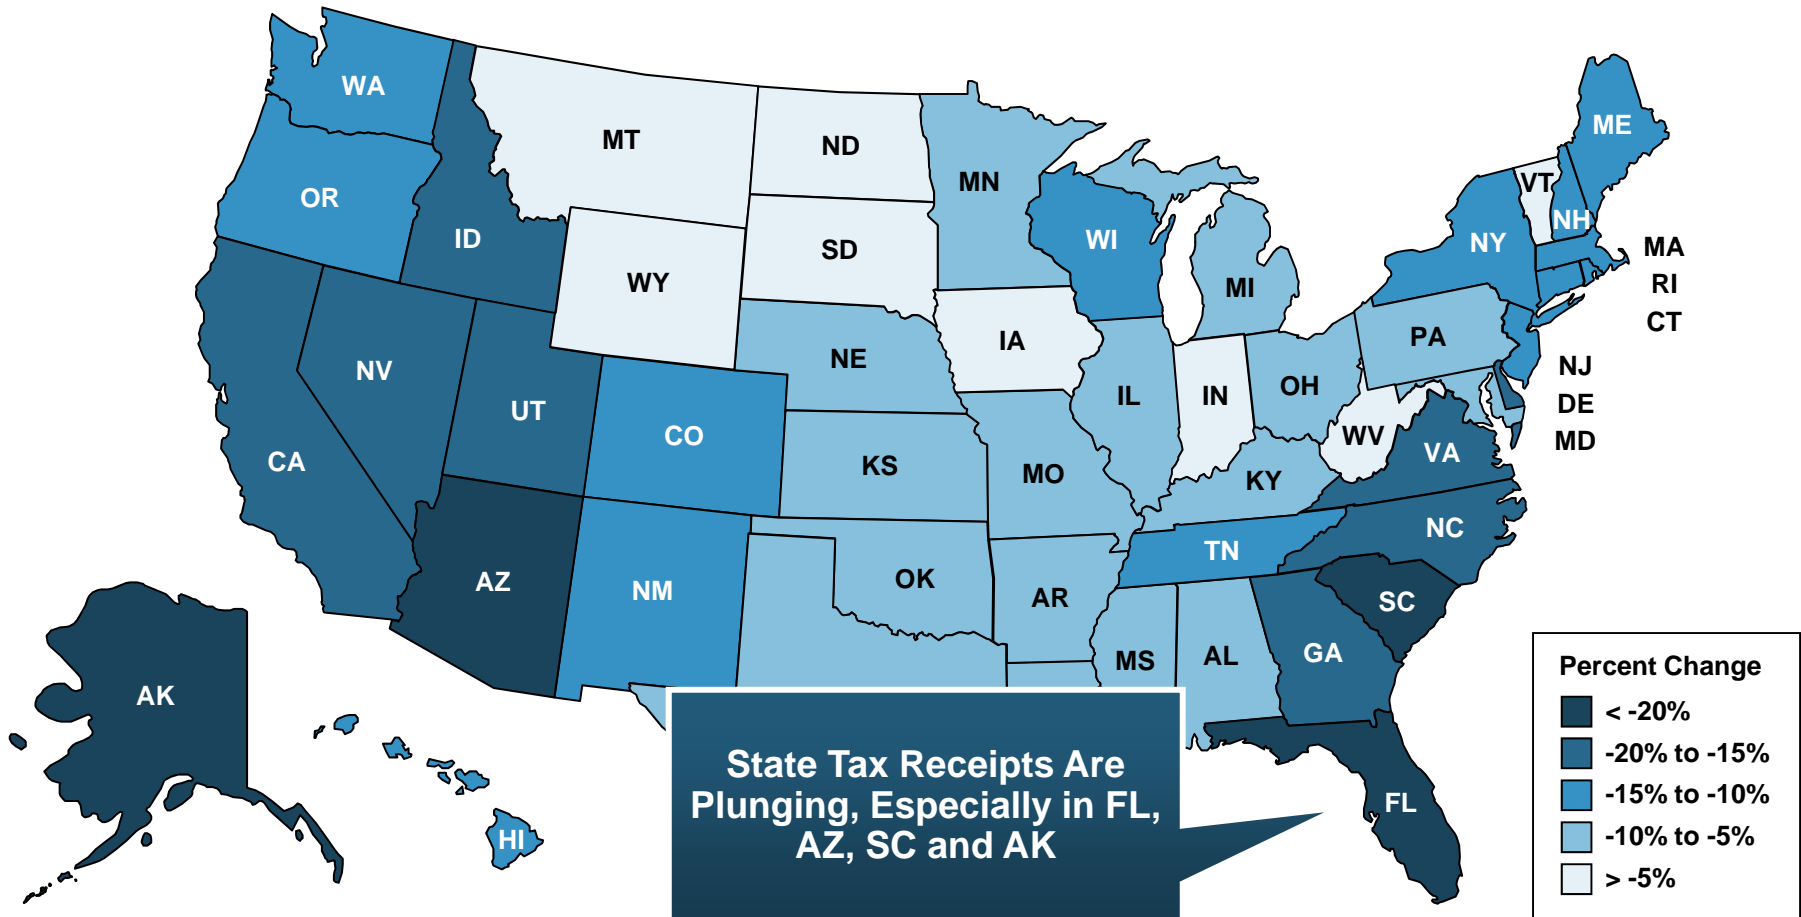 WA
MT
ND
MN
ME
VT
NH
OR
ID
SD
WI
NY
MA
WY
MI
RI
CT
IA
PA
NE
NV
NJ
UT
IL
IN
OH
DE
CO
WV
MD
CA
KS
MO
KY
VA
NC
TN
AZ
NM
OK
AR
SC
MS
AL
GA
AK
HI
FL
State Tax Receipts Are
Plunging, Especially in FL,
AZ, SC and AK
Percent Change
< -20%
-20% to -15%
-15% to -10%
-10% to -5%
> -5%